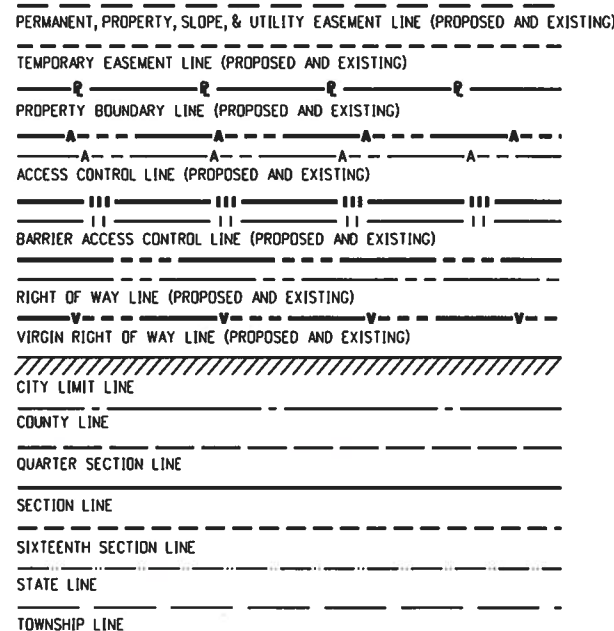 PERMANENT, PROPERTY, SLOPE, & UTILITY EASEMENT LINE (PROPOSED AND EXISTING)
TEMPORARY EASEMENT LINE (PROPOSED AND EXISTING)
℞ ℞ ℞ ℞
PROPERTY BOUNDARY LINE (PROPOSED AND EXISTING)
A A A A
A A A A
ACCESS CONTROL LINE (PROPOSED AND EXISTING)
BARRIER ACCESS CONTROL LINE (PROPOSED AND EXISTING)
RIGHT OF WAY LINE (PROPOSED AND EXISTING)
V V V V
VIRGIN RIGHT OF WAY LINE (PROPOSED AND EXISTING)
CITY LIMIT LINE
COUNTY LINE
QUARTER SECTION LINE
SECTION LINE
SIXTEENTH SECTION LINE
STATE LINE
TOWNSHIP LINE